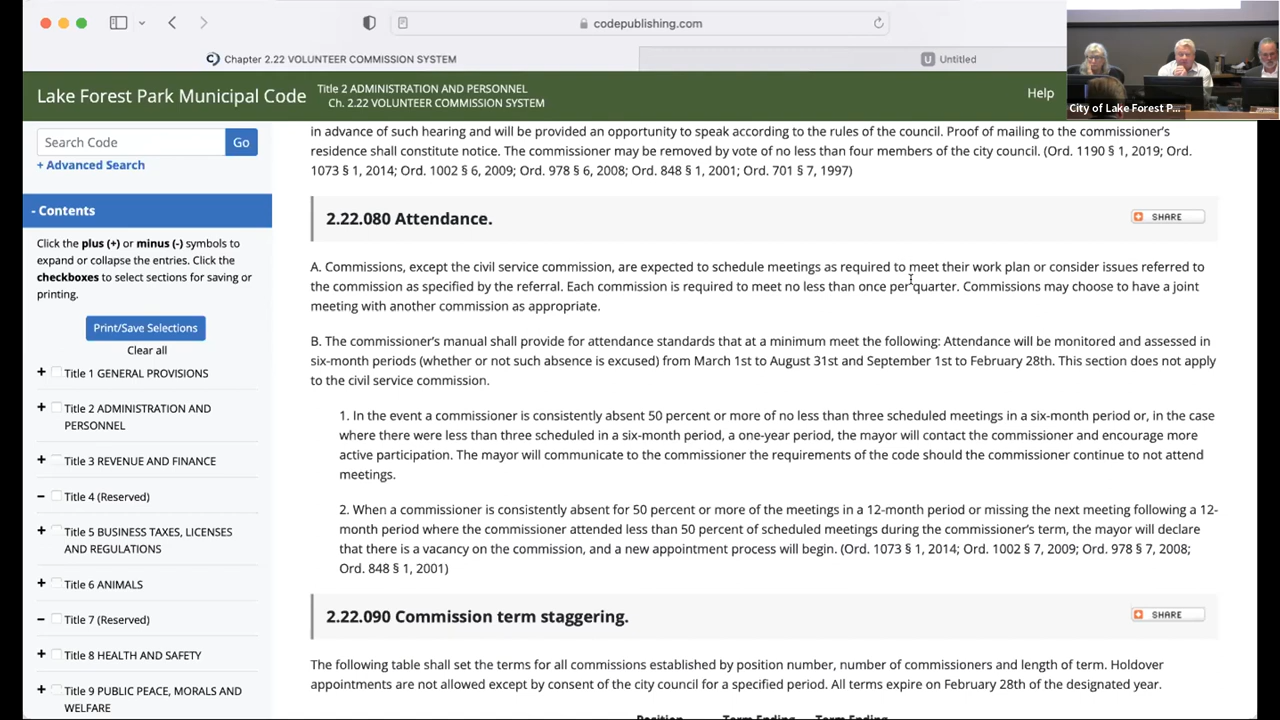 codepublishing.com
Chapter 2.22 VOLUNTEER COMMISSION SYSTEM
U Untitled
City of Lake Forest P...
Lake Forest Park Municipal Code
Title 2 ADMINISTRATION AND PERSONNEL
Ch. 2.22 VOLUNTEER COMMISSION SYSTEM
Help
Search Code
Go
+ Advanced Search
- Contents
Click the plus (+) or minus (-) symbols to
expand or collapse the entries. Click the
checkboxes to select sections for saving or
printing.
Print/Save Selections
Clear all
+ Title 1 GENERAL PROVISIONS
+ Title 2 ADMINISTRATION AND
PERSONNEL
+ Title 3 REVENUE AND FINANCE
- Title 4 (Reserved)
+ Title 5 BUSINESS TAXES, LICENSES
AND REGULATIONS
+ Title 6 ANIMALS
- Title 7 (Reserved)
+ Title 8 HEALTH AND SAFETY
+ Title 9 PUBLIC PEACE, MORALS AND
WELFARE
in advance of such hearing and will be provided an opportunity to speak according to the rules of the council. Proof of mailing to the commissioner's
residence shall constitute notice. The commissioner may be removed by vote of no less than four members of the city council. (Ord. 1190 § 1, 2019; Ord.
1073 § 1, 2014; Ord. 1002 § 6, 2009; Ord. 978 § 6, 2008; Ord. 848 § 1, 2001; Ord. 701 § 7, 1997)
2.22.080 Attendance.
SHARE
A. Commissions, except the civil service commission, are expected to schedule meetings as required to meet their work plan or consider issues referred to
the commission as specified by the referral. Each commission is required to meet no less than once per quarter. Commissions may choose to have a joint
meeting with another commission as appropriate.
B. The commissioner's manual shall provide for attendance standards that at a minimum meet the following: Attendance will be monitored and assessed in
six-month periods (whether or not such absence is excused) from March 1st to August 31st and September 1st to February 28th. This section does not apply
to the civil service commission.
1. In the event a commissioner is consistently absent 50 percent or more of no less than three scheduled meetings in a six-month period or, in the case
where there were less than three scheduled in a six-month period, a one-year period, the mayor will contact the commissioner and encourage more
active participation. The mayor will communicate to the commissioner the requirements of the code should the commissioner continue to not attend
meetings.
2. When a commissioner is consistently absent for 50 percent or more of the meetings in a 12-month period or missing the next meeting following a 12-
month period where the commissioner attended less than 50 percent of scheduled meetings during the commissioner's term, the mayor will declare
that there is a vacancy on the commission, and a new appointment process will begin. (Ord. 1073 § 1, 2014; Ord. 1002 § 7, 2009; Ord. 978 § 7, 2008;
Ord. 848 § 1, 2001)
2.22.090 Commission term staggering.
SHARE
The following table shall set the terms for all commissions established by position number, number of commissioners and length of term. Holdover
appointments are not allowed except by consent of the city council for a specified period. All terms expire on February 28th of the designated year.
Position Term Ending Term Ending